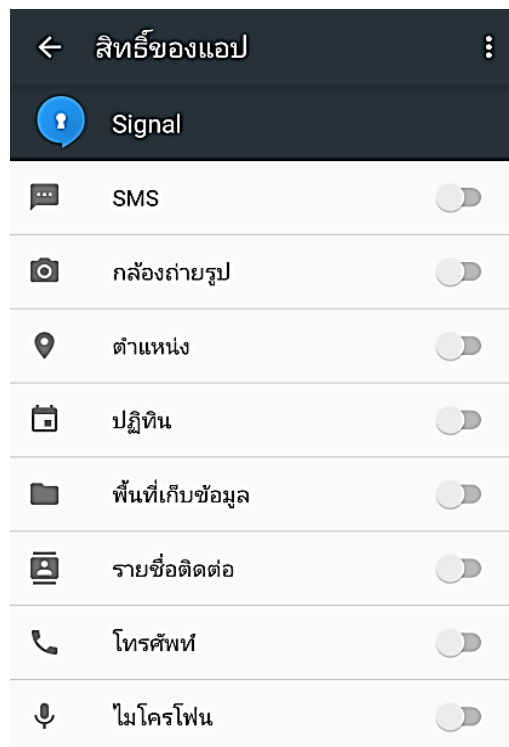 สิทธิ์ของแอป
Signal
SMS
กล้องถ่ายรูป
ตำแหน่ง
ปฏิทิน
พื้นที่เก็บข้อมูล
รายชื่อติดต่อ
โทรศัพท์
ไมโครโฟน